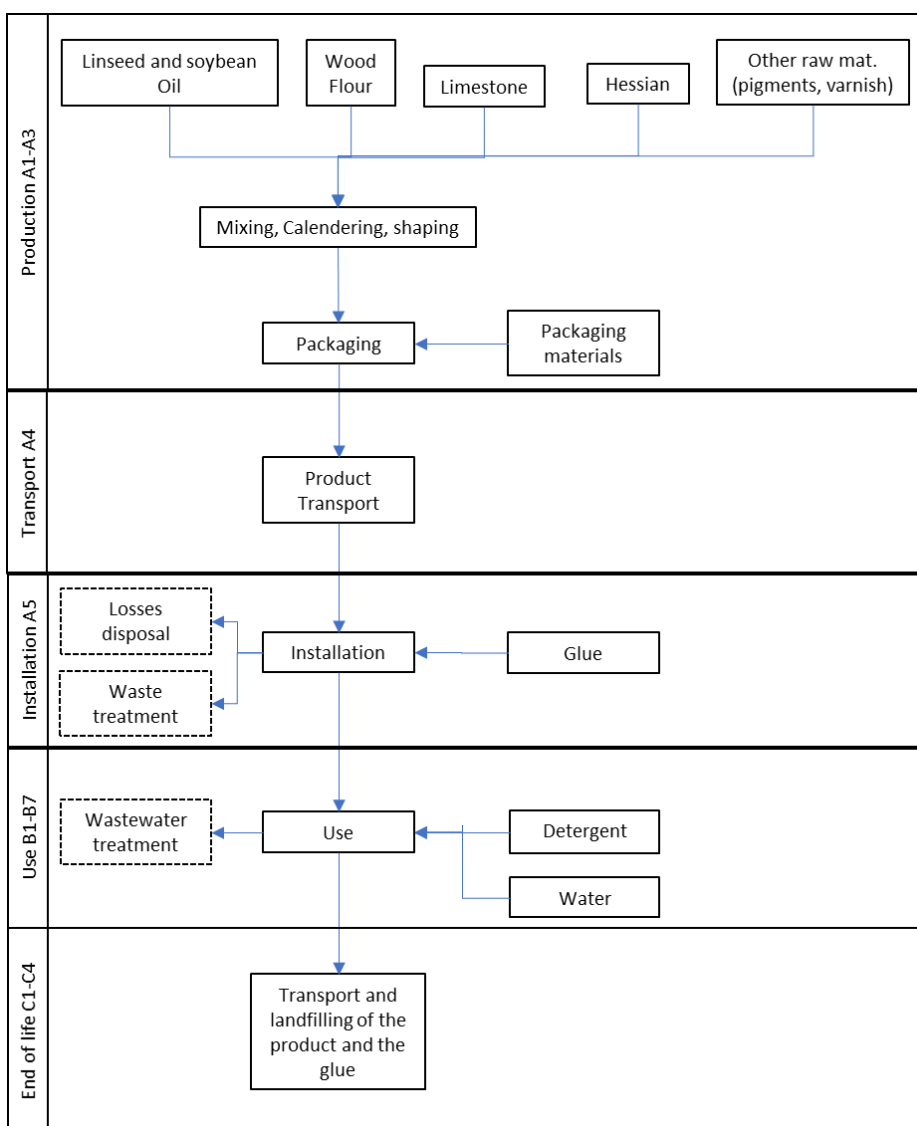 Production A1-A3
Linseed and soybean
Oil
Wood
Flour
Limestone
Hessian
Other raw mat.
(pigments, varnish)
Mixing, Calendering, shaping
Packaging
Packaging
materials
Transport A4
Product
Transport
Installation A5
Losses
disposal
Installation
Glue
Waste
treatment
Use B1-B7
Wastewater
treatment
Use
Detergent
Water
End of life C1-C4
Transport and
landfilling of the
product and the
glue